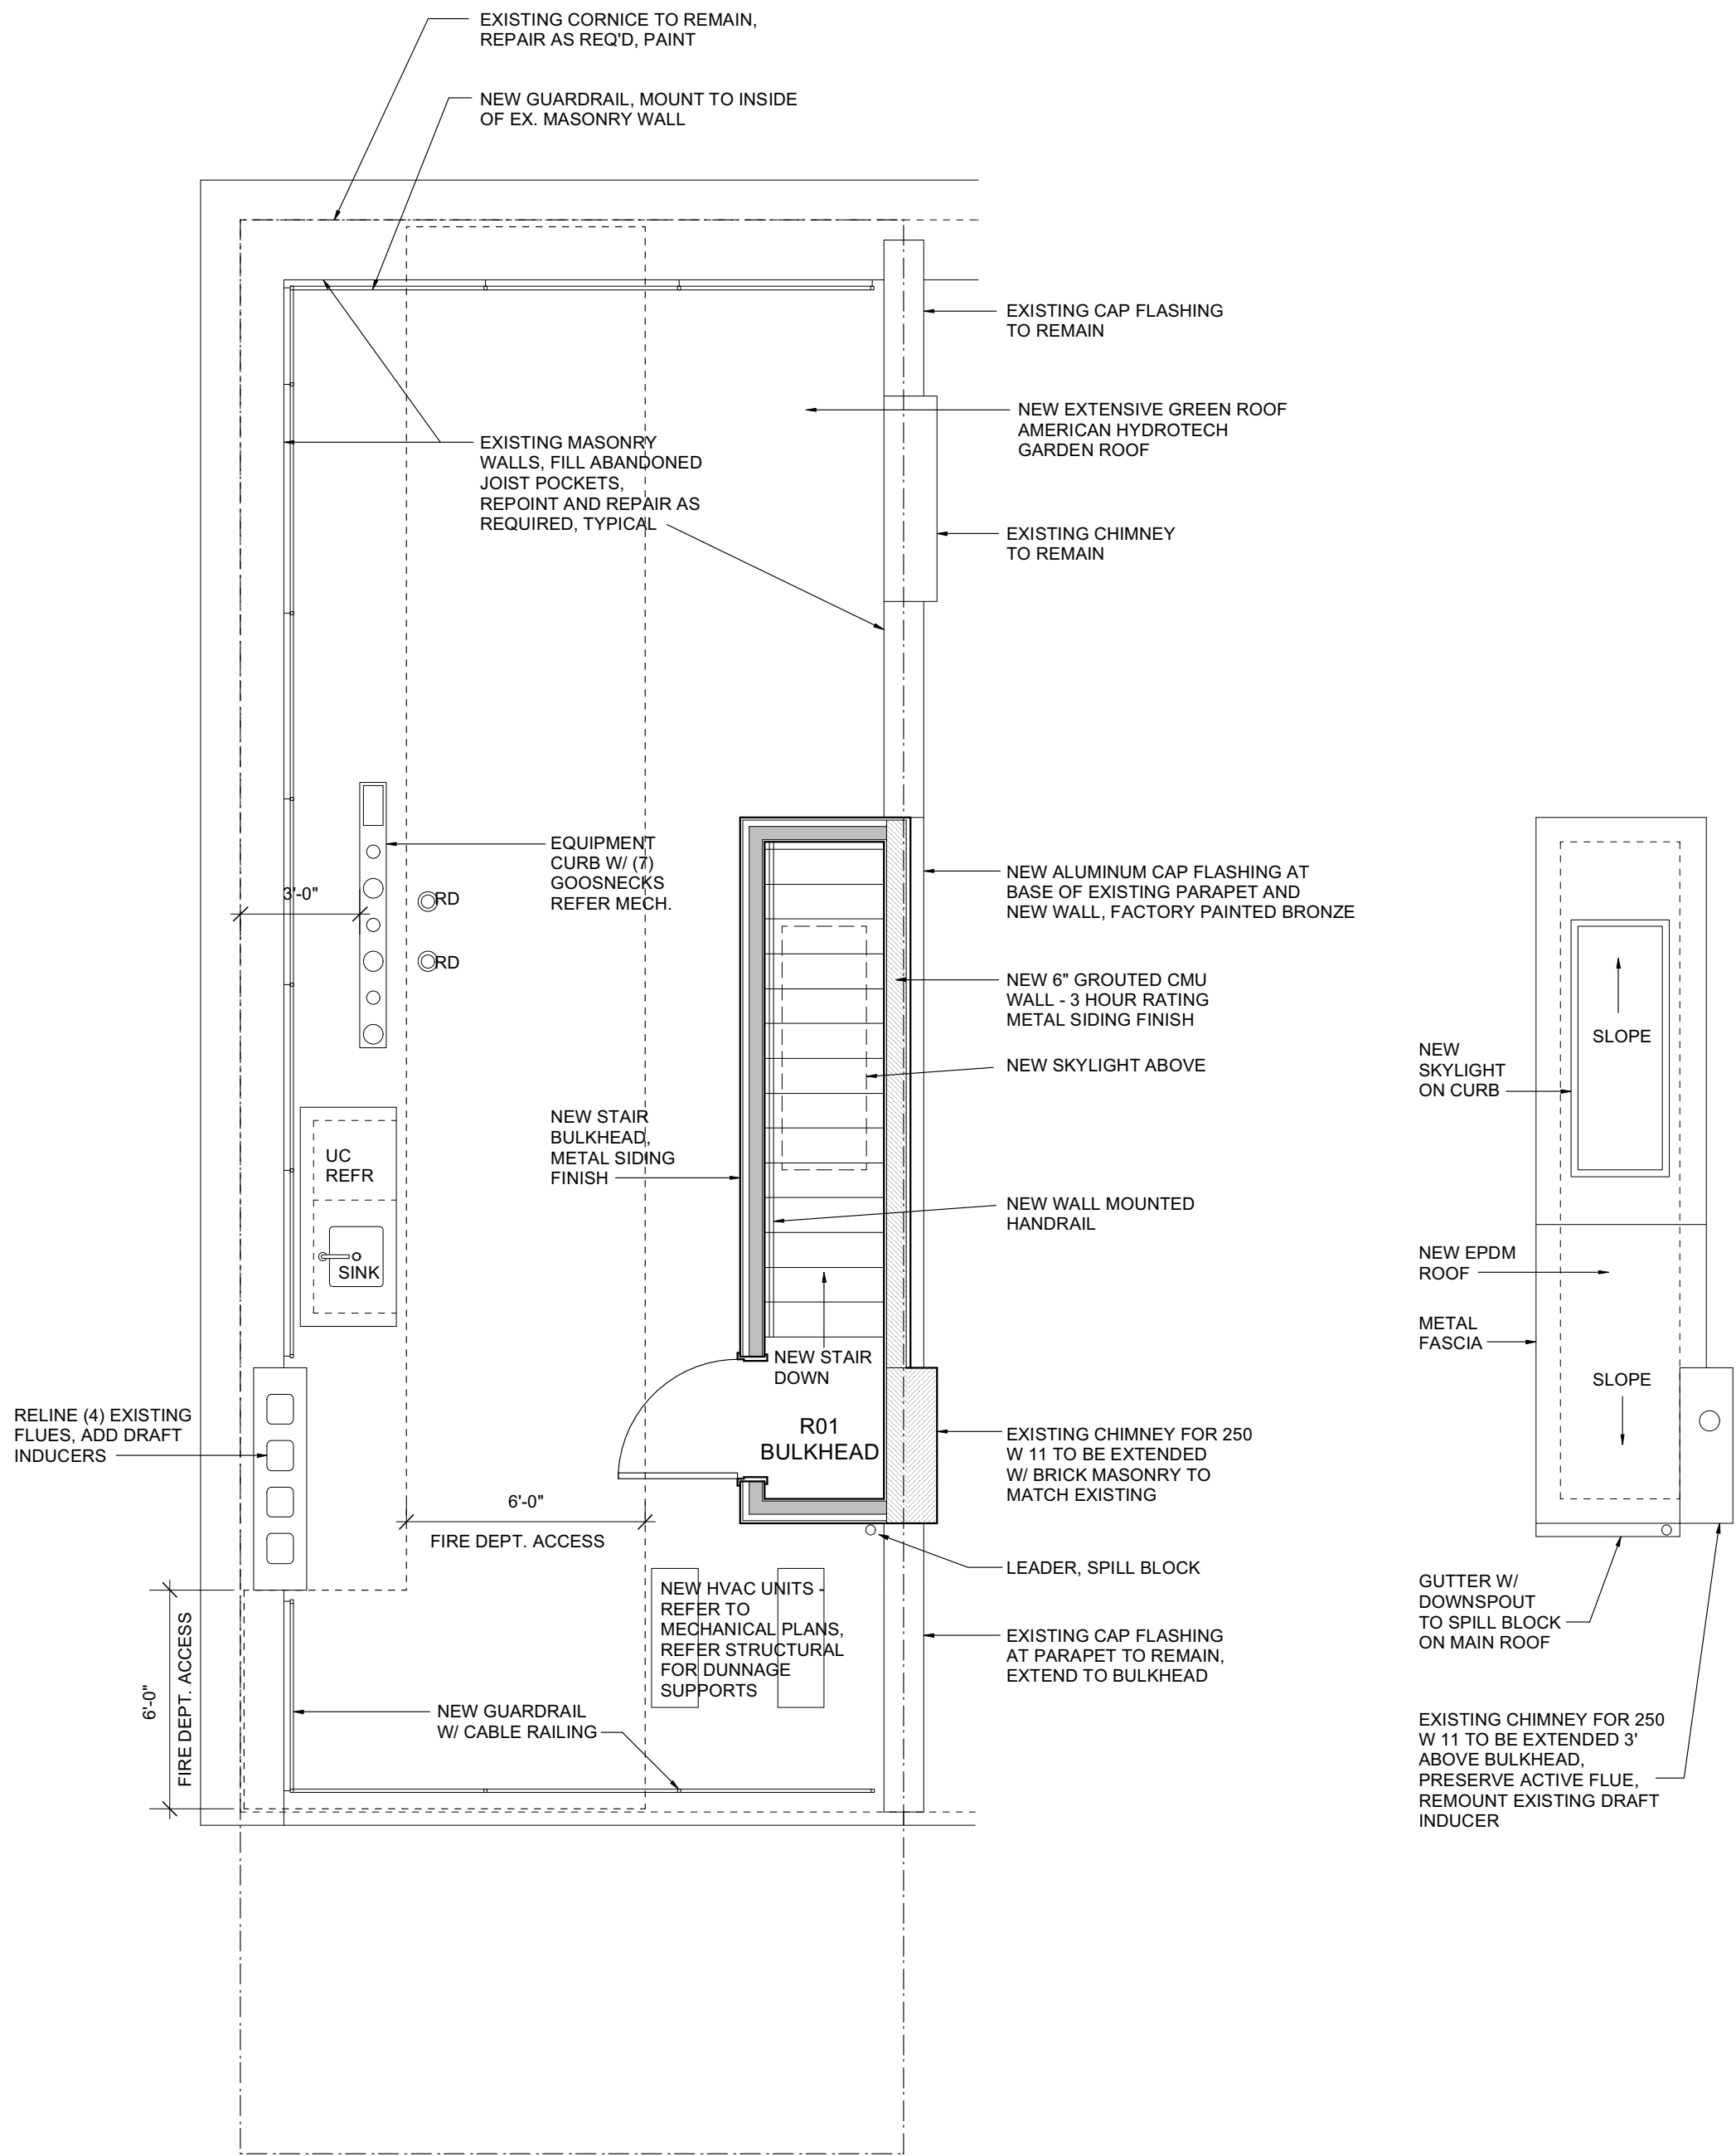 EXISTING CORNICE TO REMAIN,
REPAIR AS REQ'D, PAINT
NEW GUARDRAIL, MOUNT TO INSIDE
OF EX. MASONRY WALL
EXISTING CAP FLASHING
TO REMAIN
NEW EXTENSIVE GREEN ROOF
AMERICAN HYDROTECH
GARDEN ROOF
EXISTING MASONRY
WALLS, FILL ABANDONED
JOIST POCKETS,
REPOINT AND REPAIR AS
REQUIRED, TYPICAL
EXISTING CHIMNEY
TO REMAIN
EQUIPMENT
CURB W/ (7)
GOOSNECKS
REFER MECH.
3'-0"
RD
RD
NEW ALUMINUM CAP FLASHING AT
BASE OF EXISTING PARAPET AND
NEW WALL, FACTORY PAINTED BRONZE
NEW 6" GROUTED CMU
WALL - 3 HOUR RATING
METAL SIDING FINISH
NEW SKYLIGHT ABOVE
NEW STAIR
BULKHEAD,
METAL SIDING
FINISH
UC
REFR
SINK
NEW WALL MOUNTED
HANDRAIL
NEW STAIR
DOWN
R01
BULKHEAD
RELINE (4) EXISTING
FLUES, ADD DRAFT
INDUCERS
EXISTING CHIMNEY FOR 250
W 11 TO BE EXTENDED
W/ BRICK MASONRY TO
MATCH EXISTING
6'-0"
FIRE DEPT. ACCESS
LEADER, SPILL BLOCK
NEW HVAC UNITS -
REFER TO
MECHANICAL PLANS,
REFER STRUCTURAL
FOR DUNNAGE
SUPPORTS
6'-0"
FIRE DEPT. ACCESS
EXISTING CAP FLASHING
AT PARAPET TO REMAIN,
EXTEND TO BULKHEAD
NEW GUARDRAIL
W/ CABLE RAILING
SLOPE
NEW
SKYLIGHT
ON CURB
NEW EPDM
ROOF
METAL
FASCIA
SLOPE
GUTTER W/
DOWNSPOUT
TO SPILL BLOCK
ON MAIN ROOF
EXISTING CHIMNEY FOR 250
W 11 TO BE EXTENDED 3'
ABOVE BULKHEAD,
PRESERVE ACTIVE FLUE,
REMOUNT EXISTING DRAFT
INDUCER